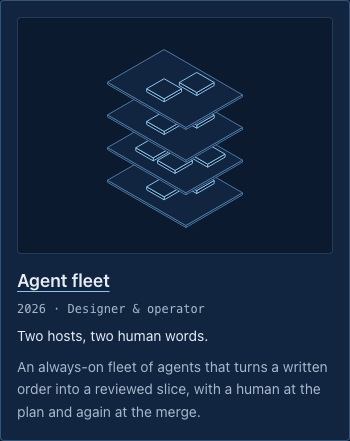 Agent fleet
2026 · Designer & operator
Two hosts, two human words.
An always-on fleet of agents that turns a written
order into a reviewed slice, with a human at the
plan and again at the merge.